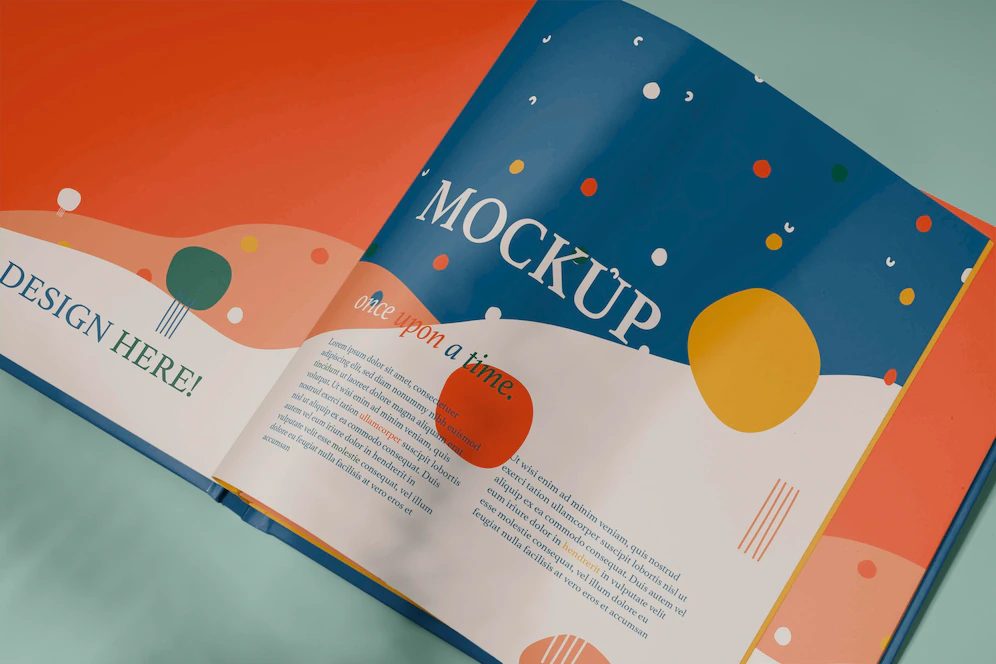 DESIGN HERE!
MOCKUP
once upon a time.
Lorem ipsum dolor sit amet, consectetuer
adipiscing elit, sed diam nonummy nibh euismod
tincidunt ut laoreet dolore magna aliquam erat
volutpat. Ut wisi enim ad minim veniam, quis
nostrud exerci tation ullamcorper suscipit lobortis
nisl ut aliquip ex ea commodo consequat. Duis
autem vel eum iriure dolor in hendrerit in
vulputate velit esse molestie consequat, vel illum
dolore eu feugiat nulla facilisis at vero eros et
accumsan
Ut wisi enim ad minim veniam, quis nostrud
exerci tation ullamcorper suscipit lobortis nisl ut
aliquip ex ea commodo consequat. Duis autem vel
eum iriure dolor in hendrerit in vulputate velit
esse molestie consequat, vel illum dolore eu
feugiat nulla facilisis at vero eros et accumsan